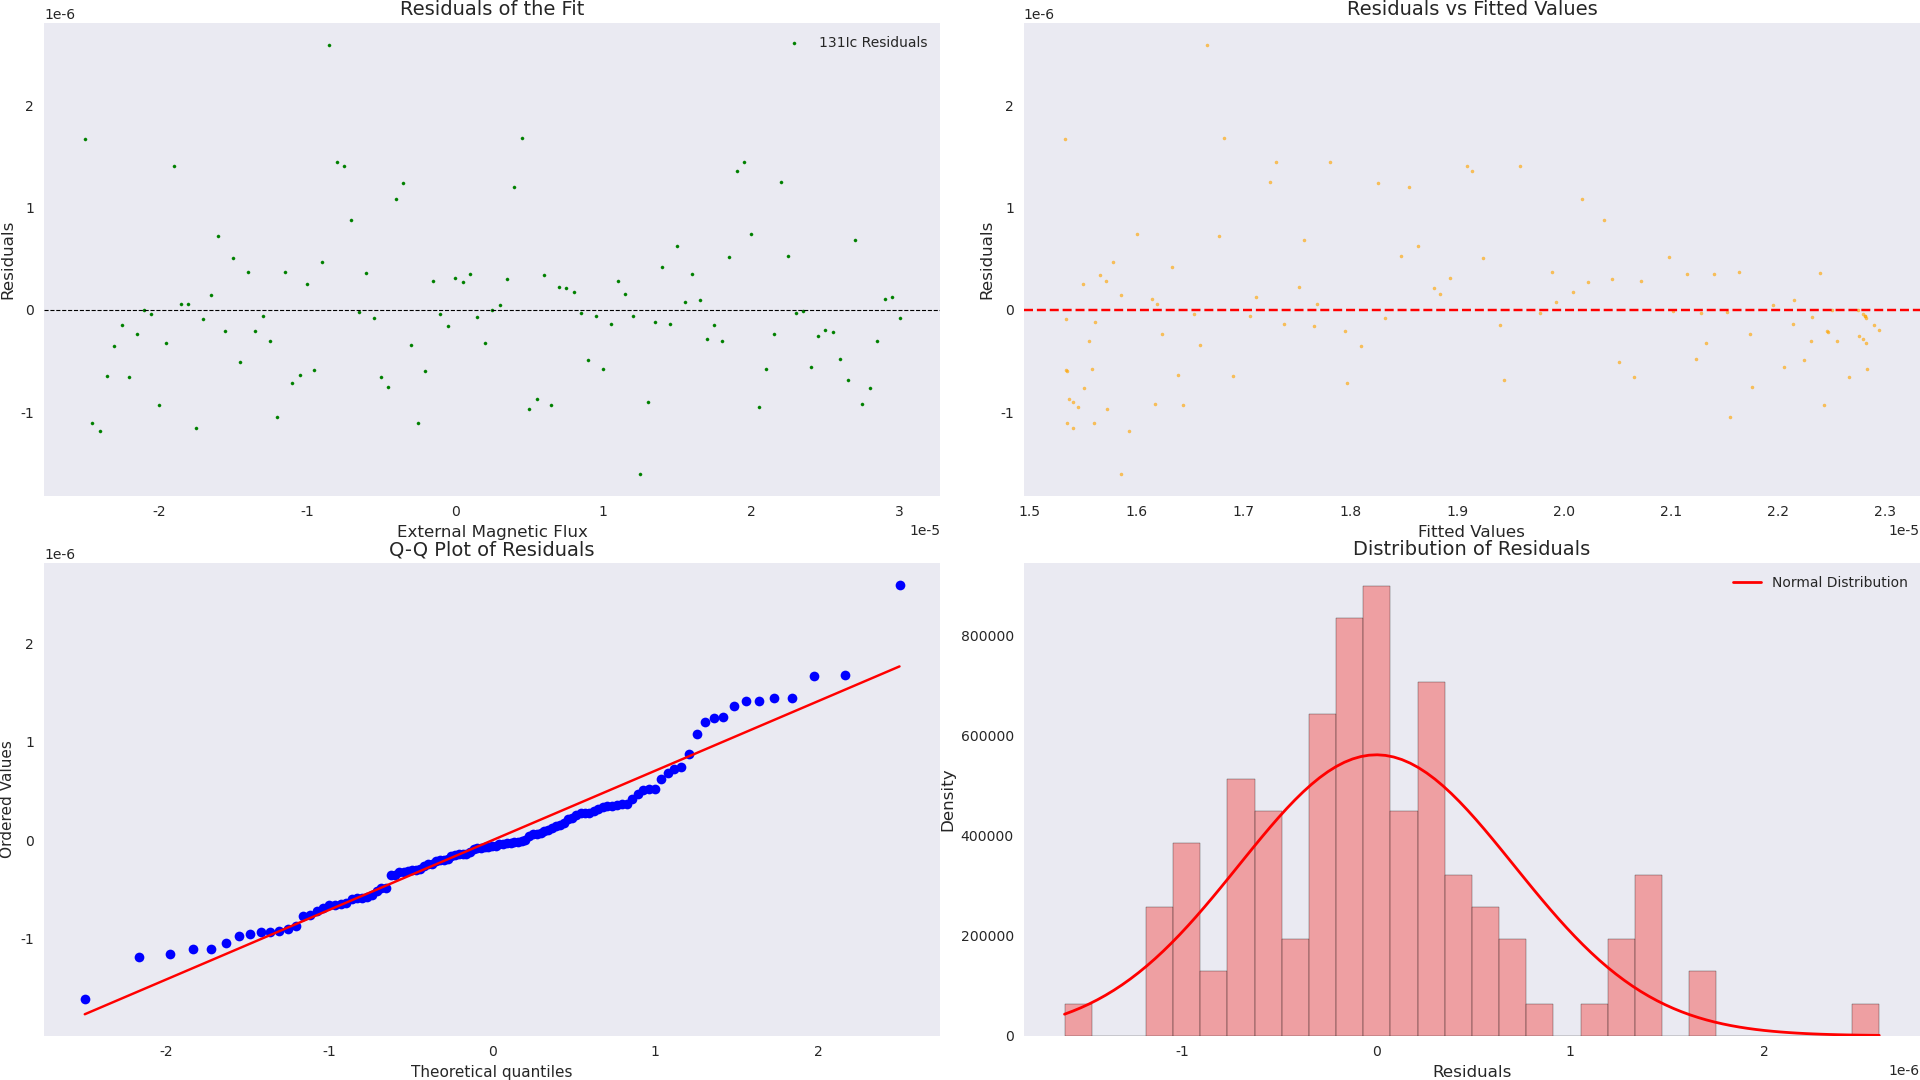 Residuals of the Fit
1e-6
131Ic Residuals
Residuals
2
1
0
-1
-2
-1
0
1
2
3
1e-5
External Magnetic Flux
Residuals vs Fitted Values
1e-6
Residuals
2
1
0
-1
1.5
1.6
1.7
1.8
1.9
2.0
2.1
2.2
2.3
1e-5
Fitted Values
Q-Q Plot of Residuals
1e-6
Ordered Values
2
1
0
-1
-2
-1
0
1
2
Theoretical quantiles
Distribution of Residuals
Normal Distribution
Density
800000
600000
400000
200000
0
-1
0
1
2
1e-6
Residuals